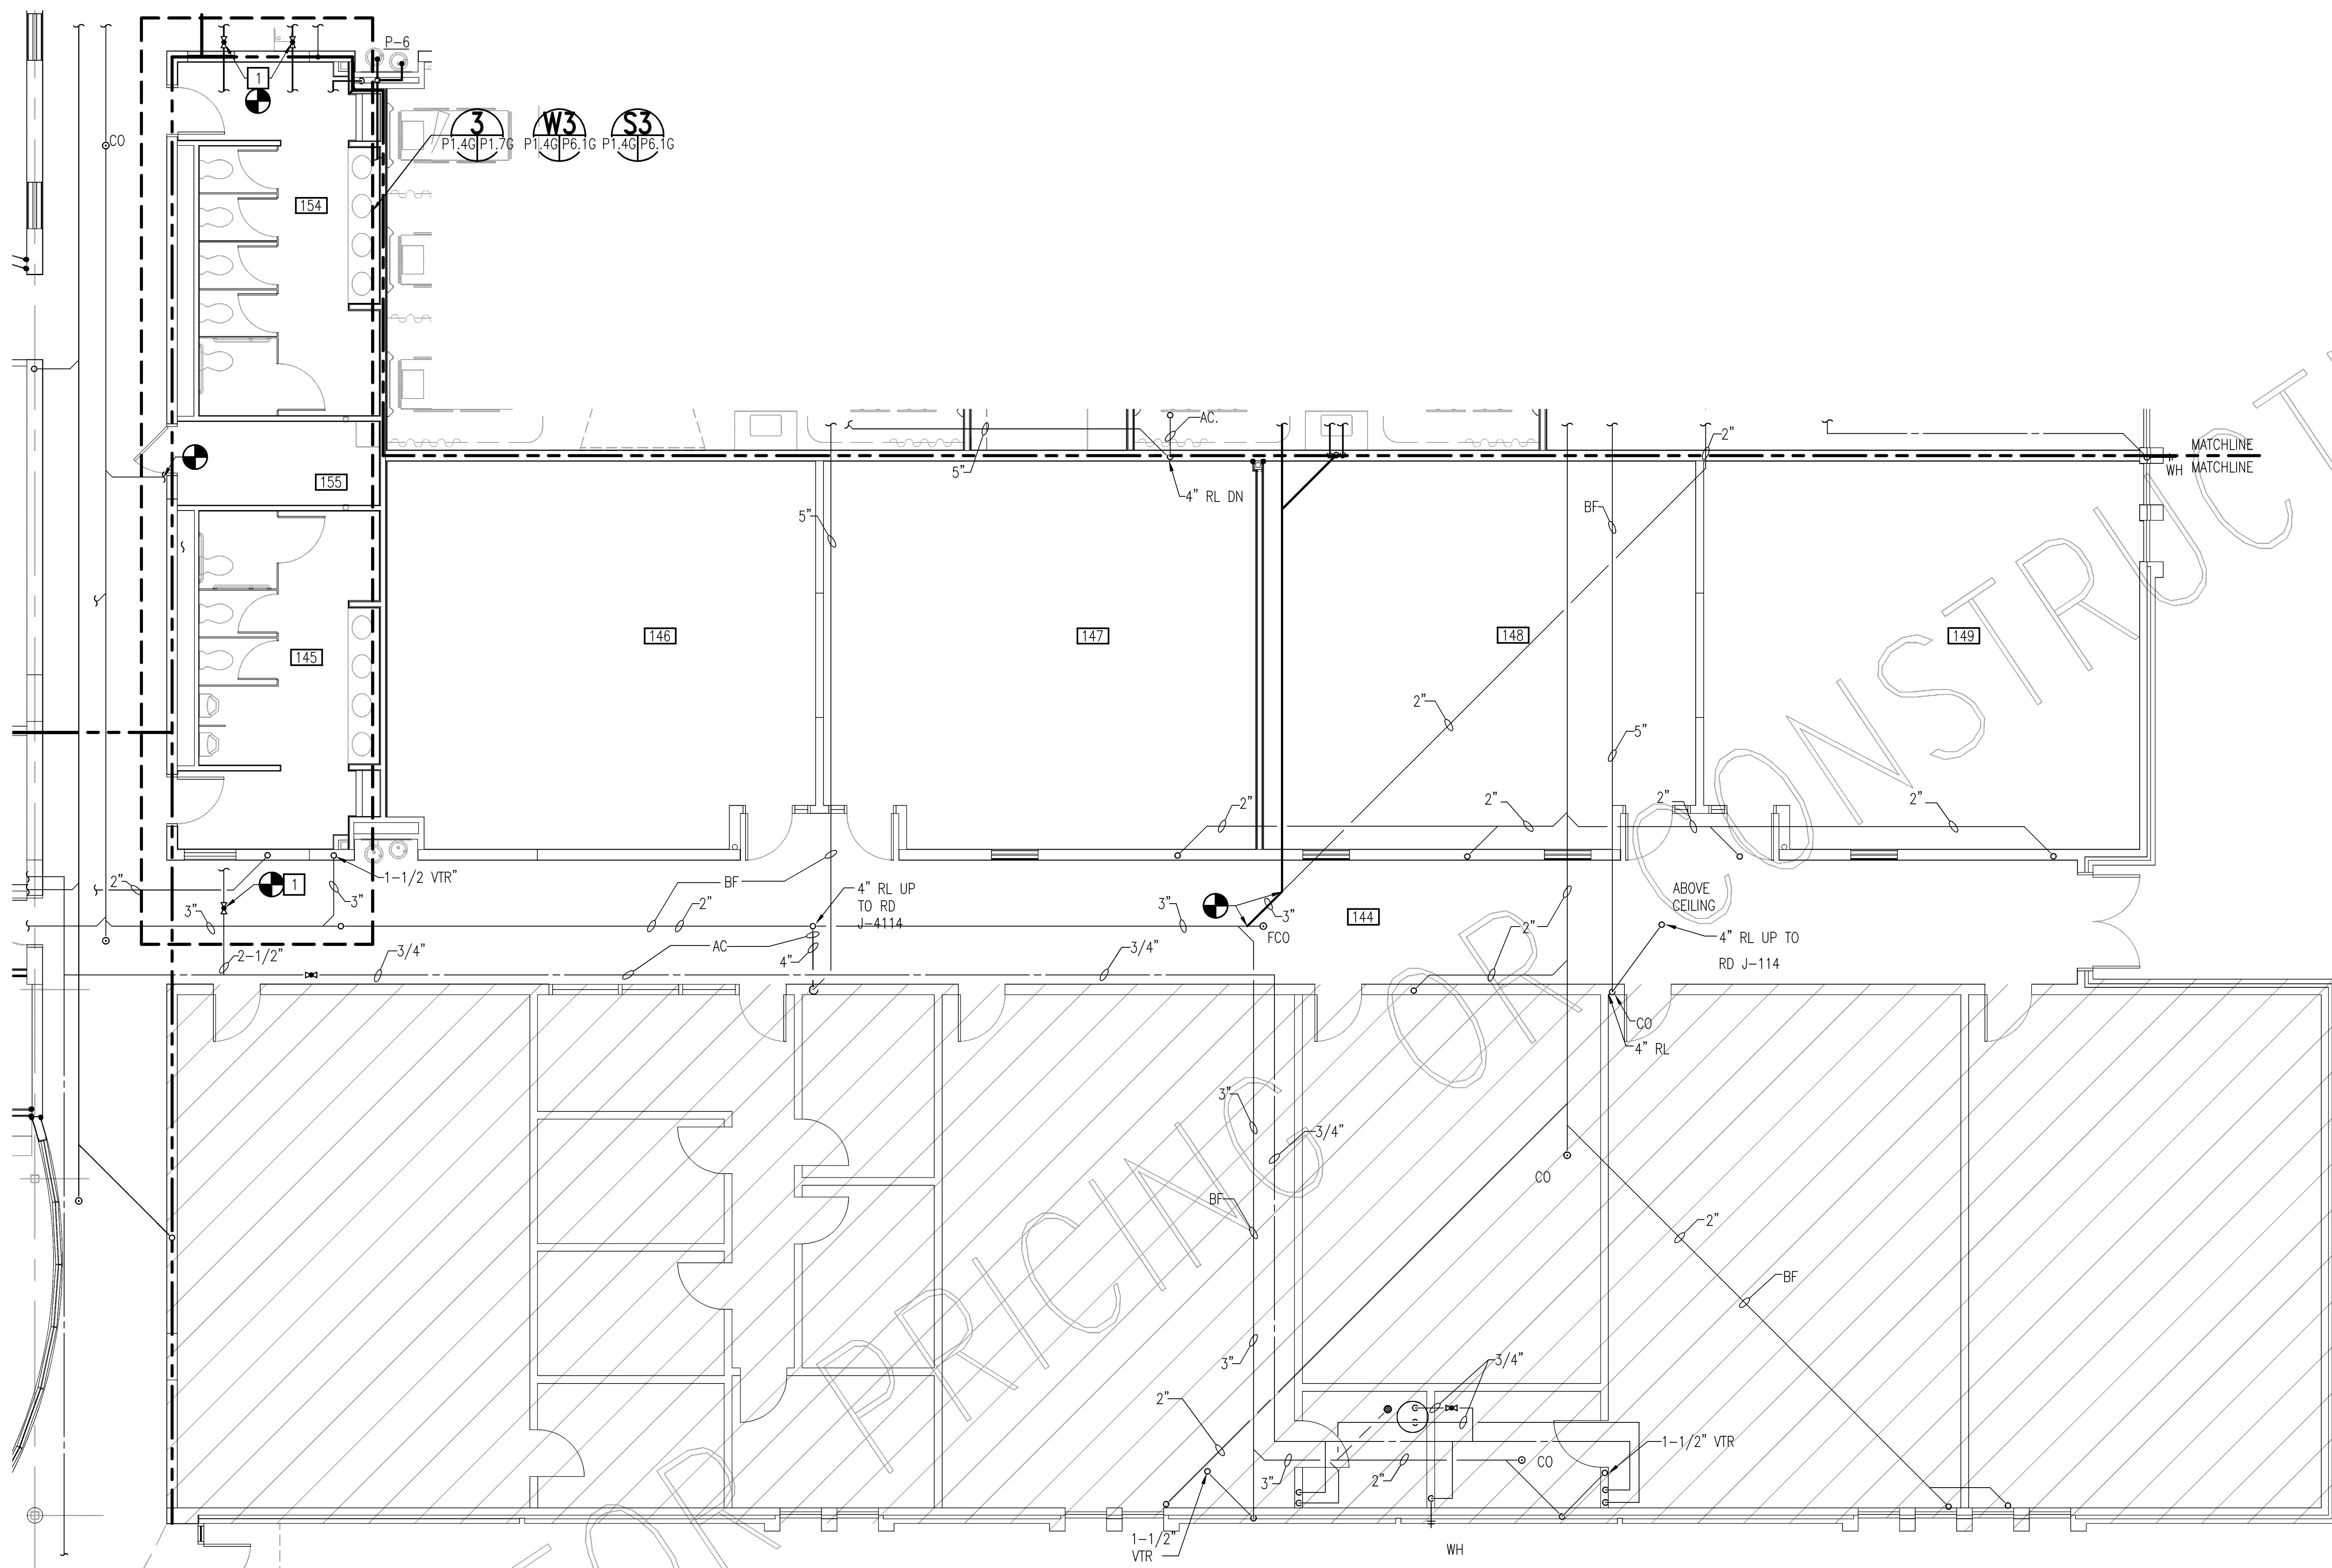 P-6
1
CO
3
P1.4G P1.7G
W3
P1.4G P6.1G
S3
P1.4G P6.1G
154
AC.
5"
2"
MATCHLINE
WH MATCHLINE
4" RL DN
155
5"
BF
146
147
148
149
145
2"
5"
2"
2"
2"
2"
1-1/2 VTR"
2"
1
3"
3"
BF
2"
4" RL UP
TO RD
J-4114
3"
3"
FCO
144
ABOVE
CEILING
2"
4" RL UP TO
RD J-114
2-1/2"
3/4"
AC
4"
3/4"
CO
4" RL
3"
3/4"
CO
BF
2"
BF
3"
3/4"
2"
1-1/2" VTR
3"
2"
CO
1-1/2"
VTR
WH
OR PRICING OR CONSTRUCT